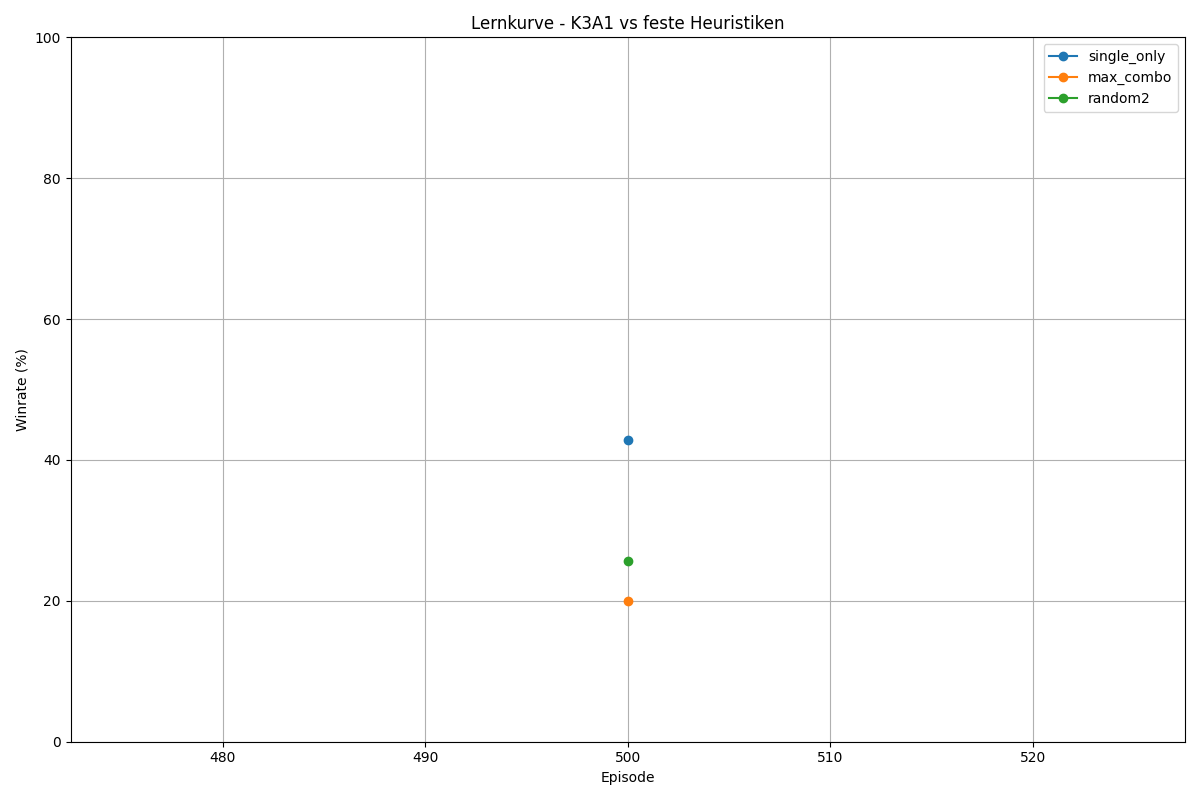 Lernkurve - K3A1 vs feste Heuristiken
100
80
60
40
20
0
Winrate (%)
single_only
max_combo
random2
480
490
500
510
520
Episode